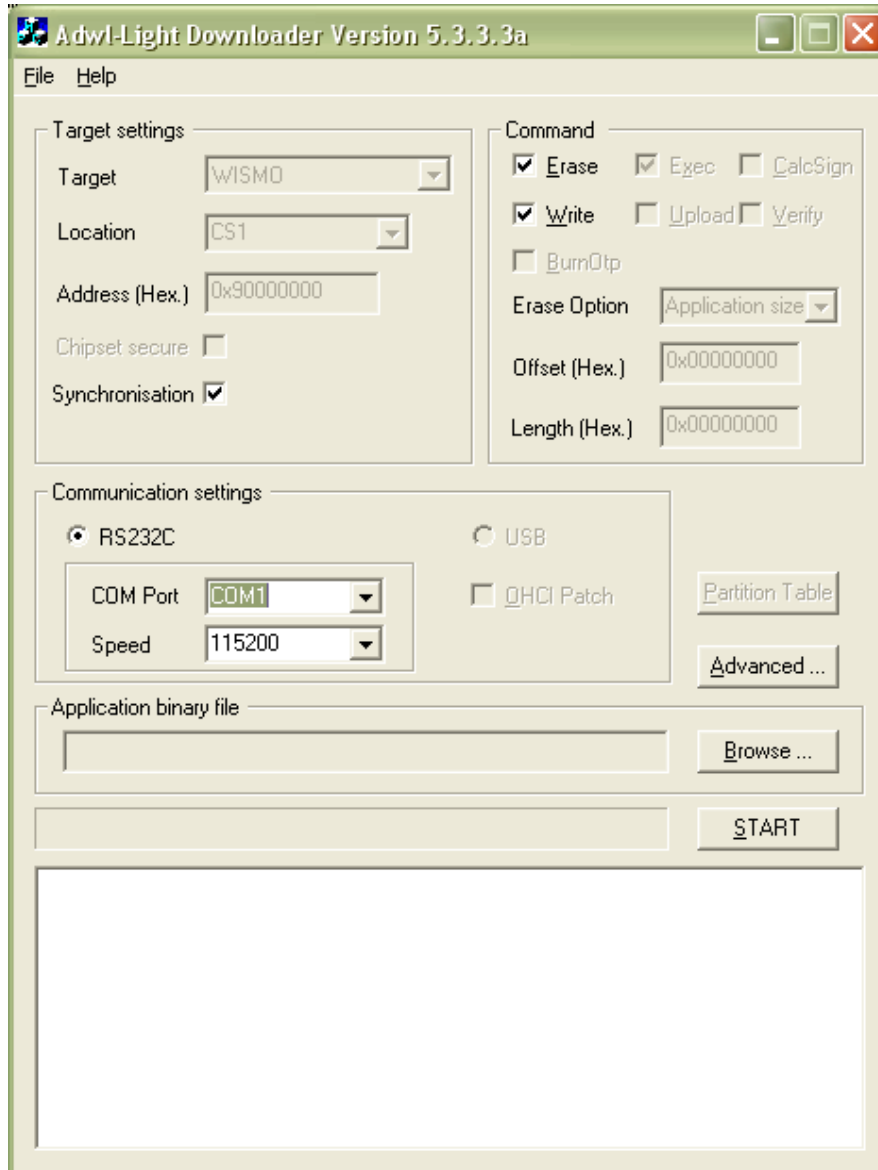 Adwl-Light Downloader Version 5.3.3.3a
File Help
Target settings
Target WISMO
Location CS1
Address (Hex.) 0x90000000
Chipset secure
Synchronisation
Command
Erase Exec CalcSign
Write Upload Verify
BurnOtp
Erase Option Application size
Offset (Hex.) 0x00000000
Length (Hex.) 0x00000000
Communication settings
RS232C USB
COM Port COM1 OHCI Patch
Speed 115200
Partition Table
Advanced ...
Application binary file
Browse ...
START